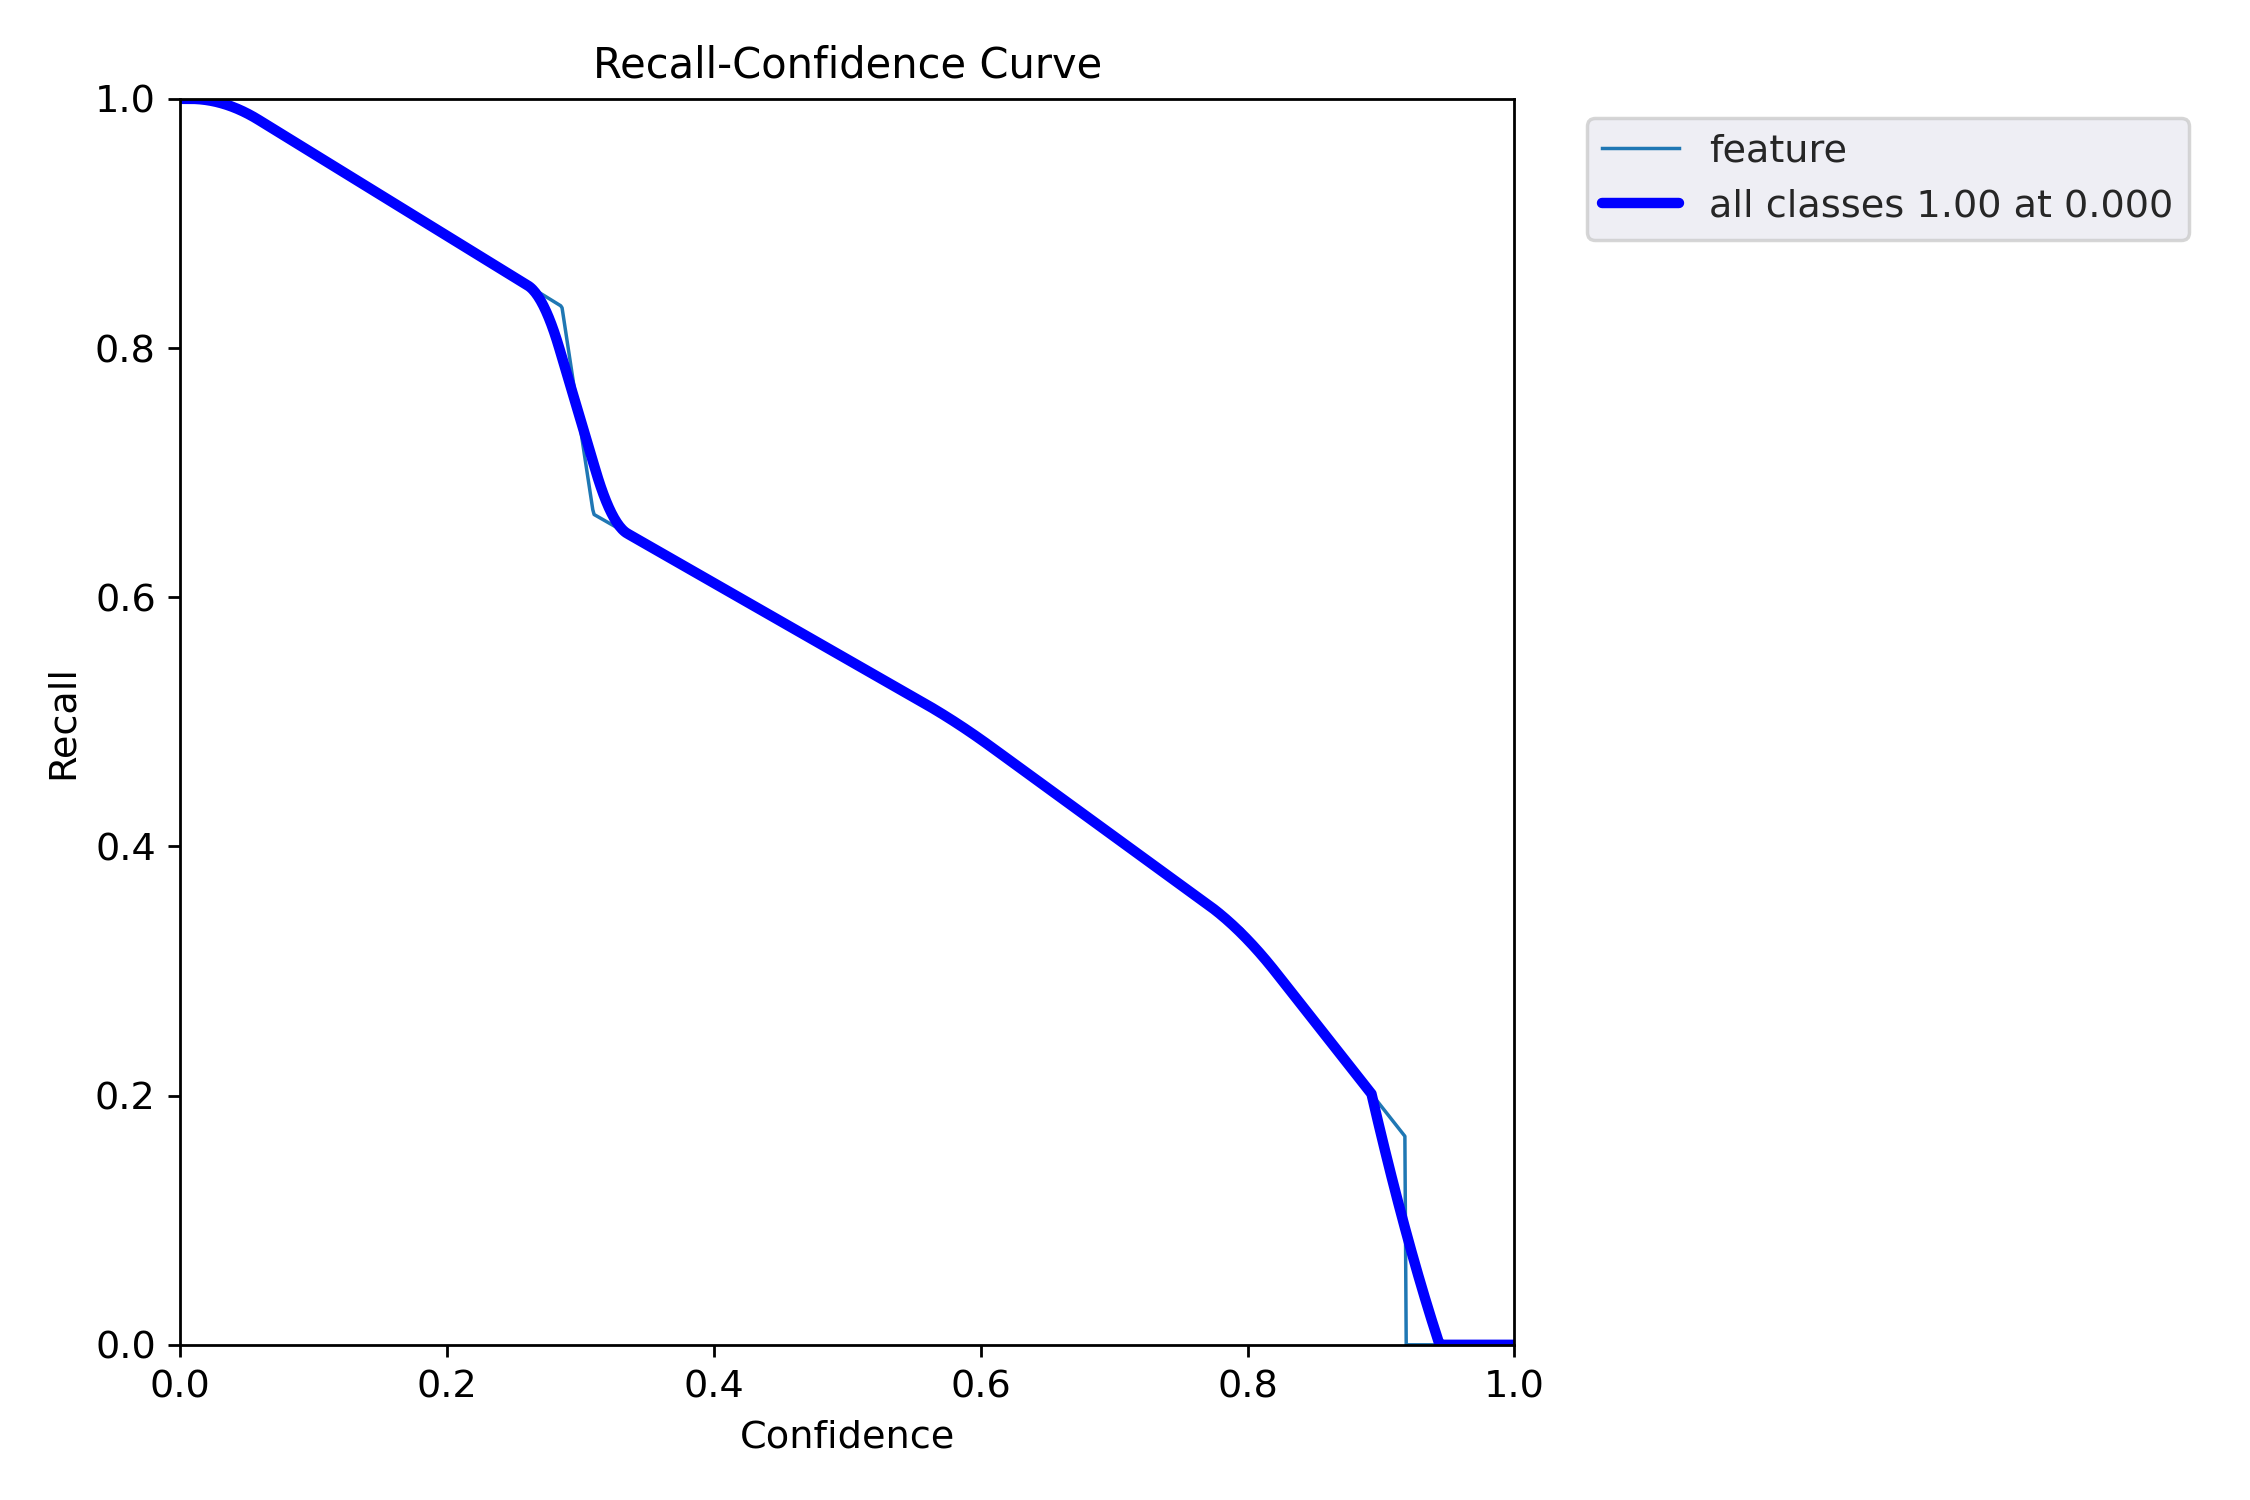 Recall-Confidence Curve
1.0
0.8
0.6
0.4
0.2
0.0
Recall
0.0 0.2 0.4 0.6 0.8 1.0
Confidence
feature
all classes 1.00 at 0.000